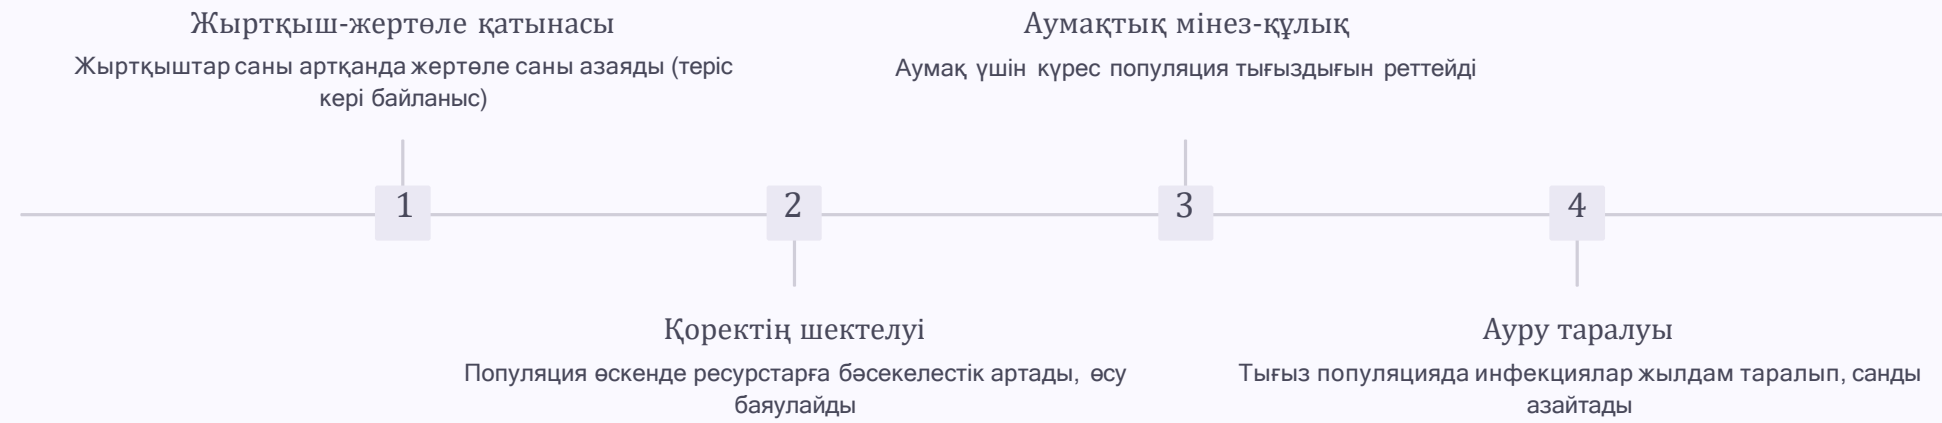 Жыртқыш-жертөле қатынасы
Жыртқыштар саны артқанда жертөле саны азаяды (теріс
кері байланыс)
Аумақтық мінез-құлық
Аумақ үшін күрес популяция тығыздығын реттейді
1
2
3
4
Қоректің шектелуі
Популяция өскенде ресурстарға бәсекелестік артады, өсу
баяулайды
Ауру таралуы
Тығыз популяцияда инфекциялар жылдам таралып, санды
азайтады